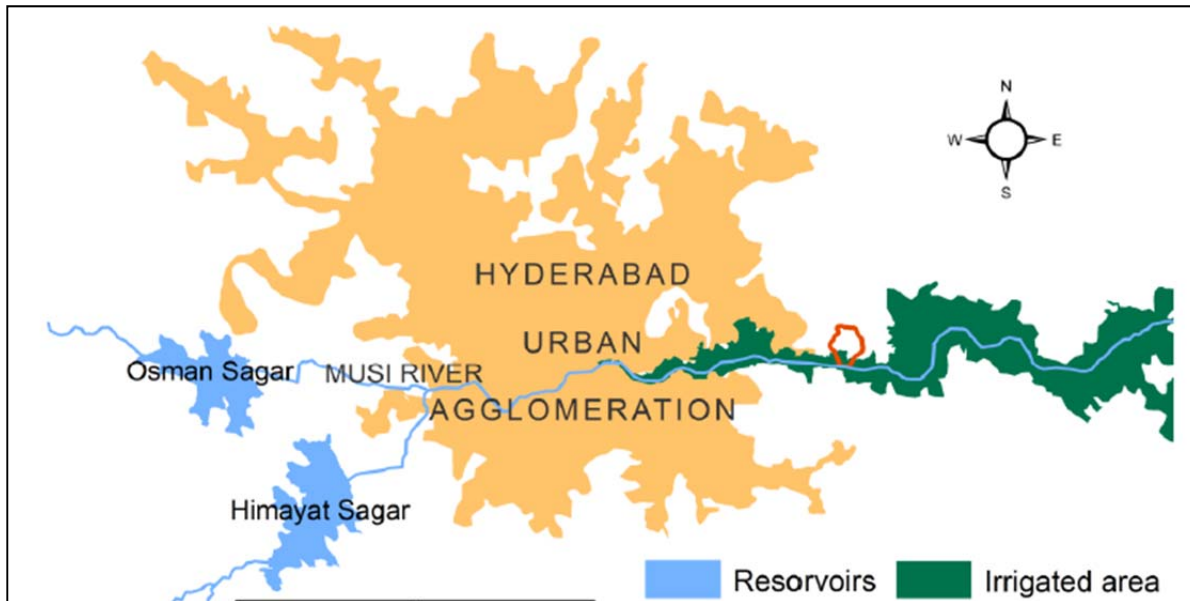 N
W E
S
HYDERABAD
URBAN
Osman Sagar
MUSI RIVER
AGGLOMERATION
Himayat Sagar
Resorvoirs
Irrigated area